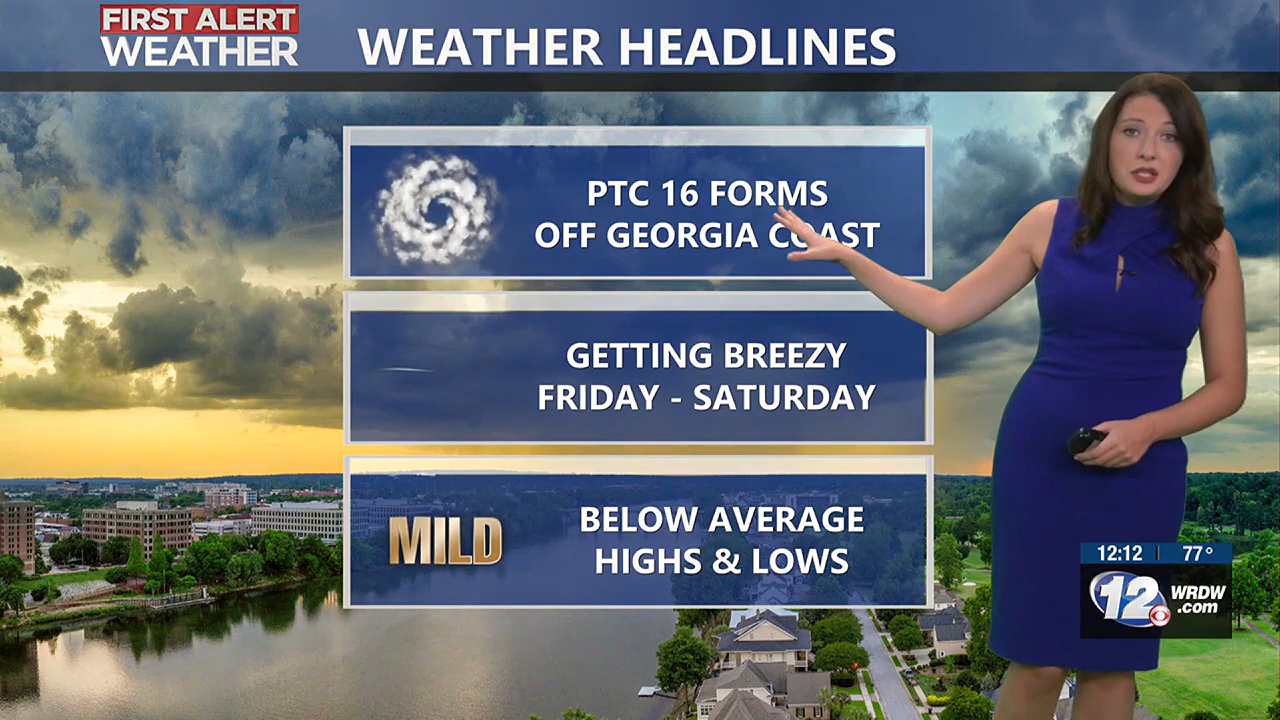 FIRST ALERT
WEATHER
WEATHER HEADLINES
PTC 16 FORMS
OFF GEORGIA COAST
GETTING BREEZY
FRIDAY - SATURDAY
MILD
BELOW AVERAGE
HIGHS & LOWS
12:12 77°
12 WRDW
.com